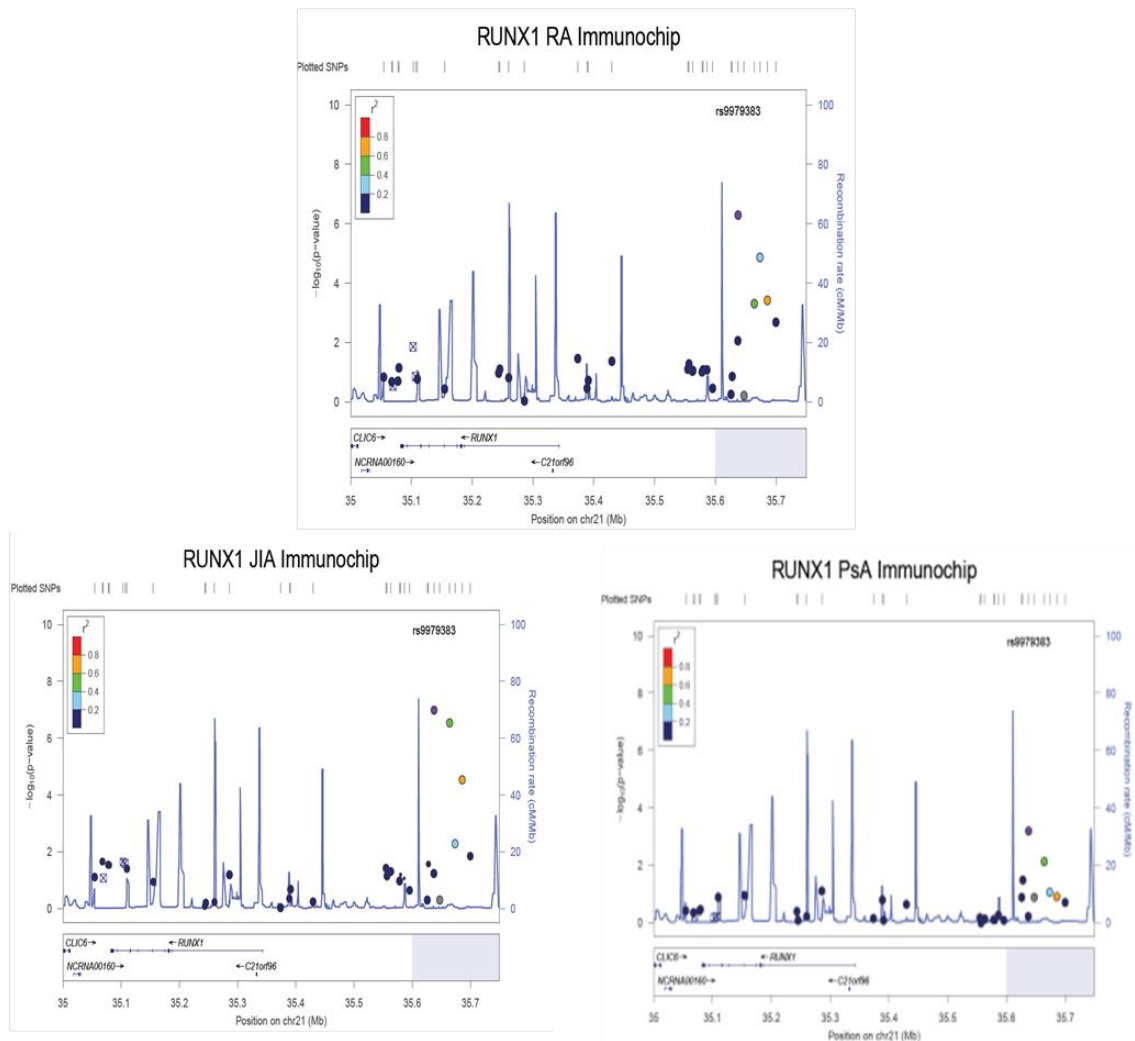 RUNX1 RA Immunochip
Plotted SNPs
r²
0.8
0.6
0.4
0.2
rs9979383
10
8
6
4
2
0
−log₁₀(p-value)
100
80
60
40
20
0
Recombination rate (cM/Mb)
CLIC6→
←RUNX1
NCRNA00160→
←C21orf96
35 35.1 35.2 35.3 35.4 35.5 35.6 35.7
Position on chr21 (Mb)
RUNX1 JIA Immunochip
Plotted SNPs
r²
0.8
0.6
0.4
0.2
rs9979383
10
8
6
4
2
0
−log₁₀(p-value)
100
80
60
40
20
0
Recombination rate (cM/Mb)
CLIC6→
←RUNX1
NCRNA00160→
←C21orf96
35 35.1 35.2 35.3 35.4 35.5 35.6 35.7
Position on chr21 (Mb)
RUNX1 PsA Immunochip
Plotted SNPs
r²
0.8
0.6
0.4
0.2
rs9979383
10
8
6
4
2
0
−log₁₀(p-value)
100
80
60
40
20
0
Recombination rate (cM/Mb)
CLIC6→
←RUNX1
NCRNA00160→
←C21orf96
35 35.1 35.2 35.3 35.4 35.5 35.6 35.7
Position on chr21 (Mb)